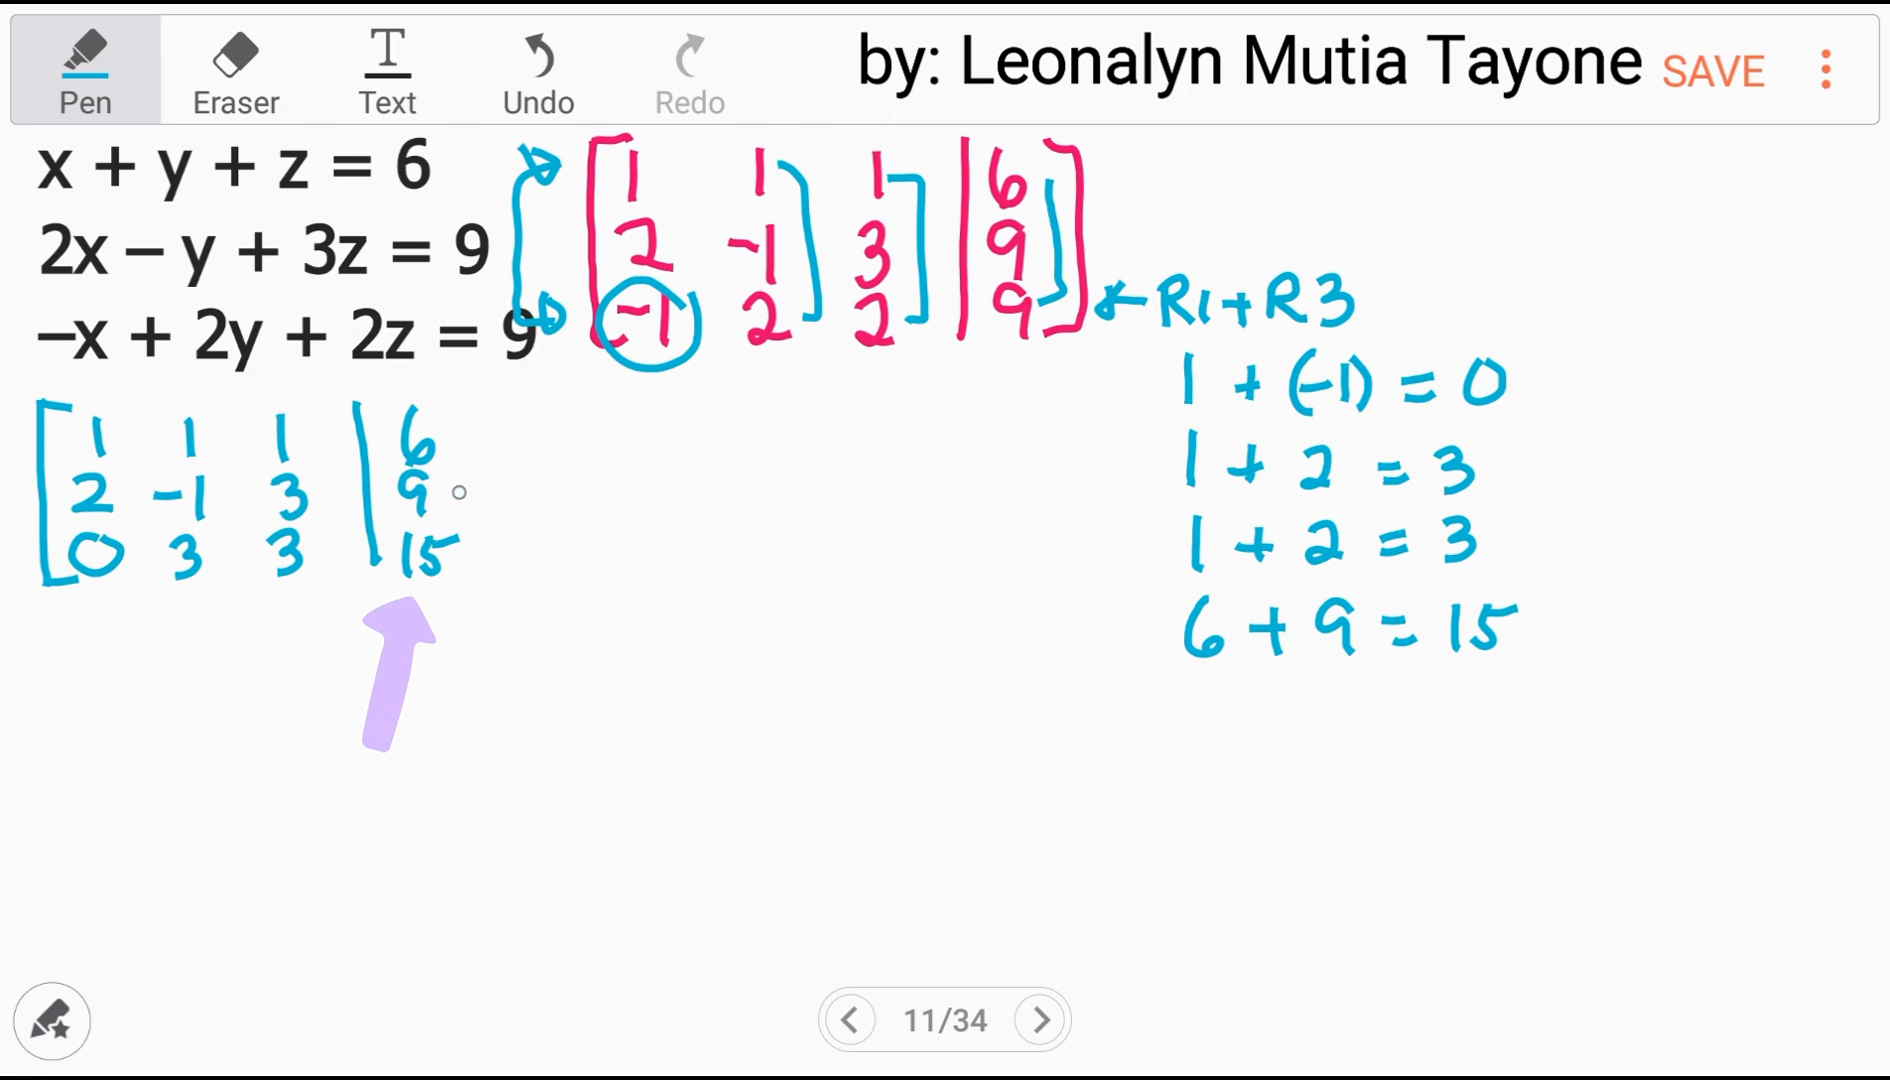 Pen Eraser Text Undo Redo by: Leonalyn Mutia Tayone SAVE
T
x + y + z = 6
2x – y + 3z = 9
–x + 2y + 2z = 9
1 1 1 | 6
2 -1 3 | 9
-1 2 2 | 9
← R1 + R3
1 + (-1) = 0
1 + 2 = 3
1 + 2 = 3
6 + 9 = 15
1 1 1 | 6
2 -1 3 | 9
0 3 3 | 15
11/34